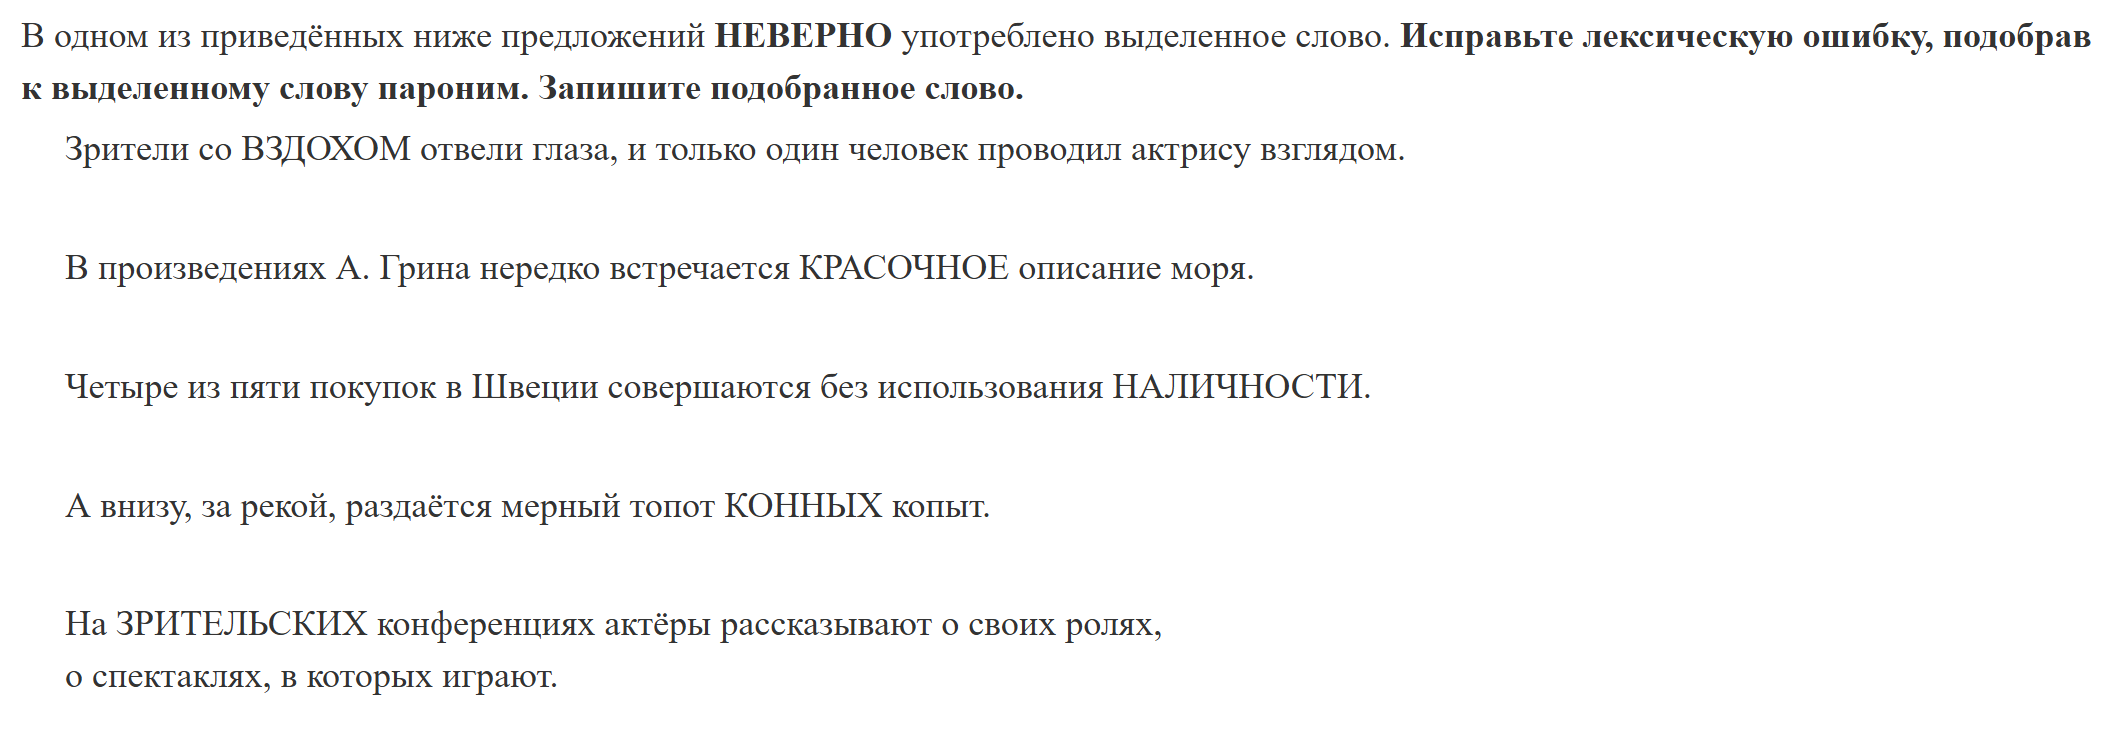 В одном из приведённых ниже предложений НЕВЕРНО употреблено выделенное слово. Исправьте лексическую ошибку, подобрав
к выделенному слову пароним. Запишите подобранное слово.
Зрители со ВЗДОХОМ отвели глаза, и только один человек проводил актрису взглядом.
В произведениях А. Грина нередко встречается КРАСОЧНОЕ описание моря.
Четыре из пяти покупок в Швеции совершаются без использования НАЛИЧНОСТИ.
А внизу, за рекой, раздаётся мерный топот КОННЫХ копыт.
На ЗРИТЕЛЬСКИХ конференциях актёры рассказывают о своих ролях,
о спектаклях, в которых играют.